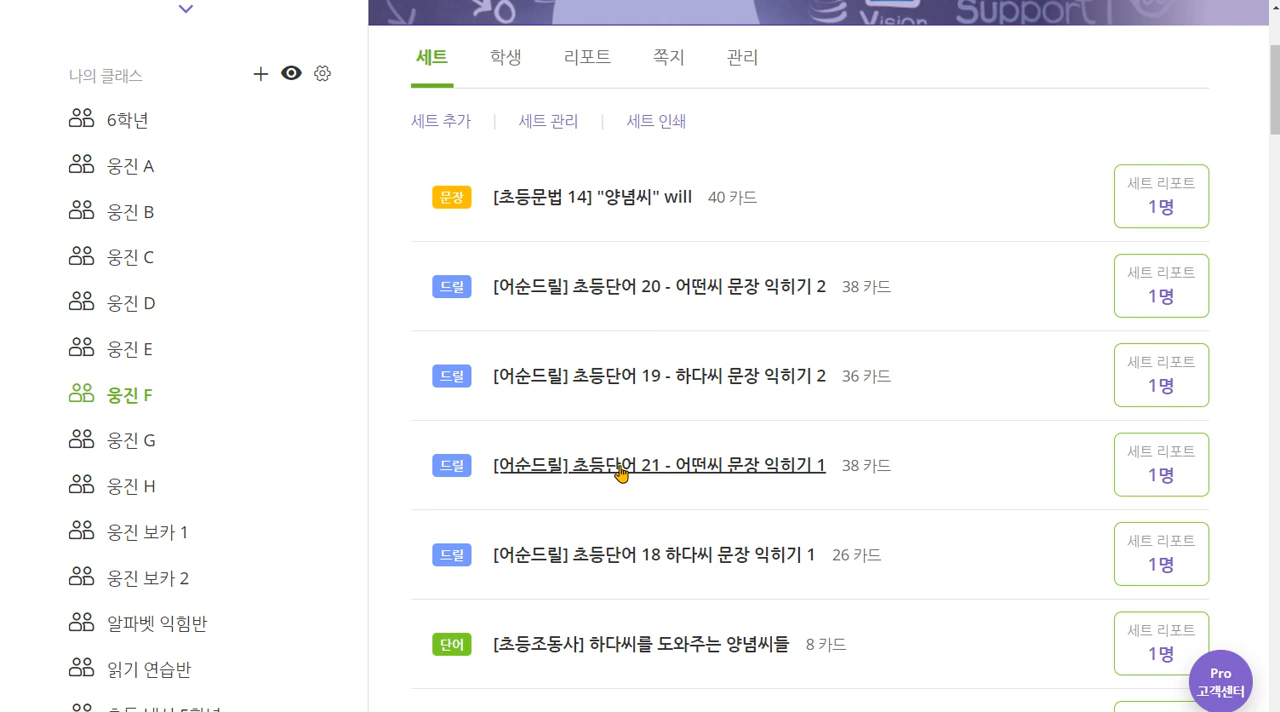 Vision
Support
나의 클래스
6학년
웅진 A
웅진 B
웅진 C
웅진 D
웅진 E
웅진 F
웅진 G
웅진 H
웅진 보카 1
웅진 보카 2
알파벳 익힘반
읽기 연습반
세트 학생 리포트 쪽지 관리
세트 추가 | 세트 관리 | 세트 인쇄
문장 [초등문법 14] "양념씨" will 40 카드 세트 리포트
1명
드릴 [어순드릴] 초등단어 20 - 어떤씨 문장 익히기 2 38 카드 세트 리포트
1명
드릴 [어순드릴] 초등단어 19 - 하다씨 문장 익히기 2 36 카드 세트 리포트
1명
드릴 [어순드릴] 초등단어 21 - 어떤씨 문장 익히기 1 38 카드 세트 리포트
1명
드릴 [어순드릴] 초등단어 18 하다씨 문장 익히기 1 26 카드 세트 리포트
1명
단어 [초등조동사] 하다씨를 도와주는 양념씨들 8 카드 세트 리포트
1명
Pro
고객센터